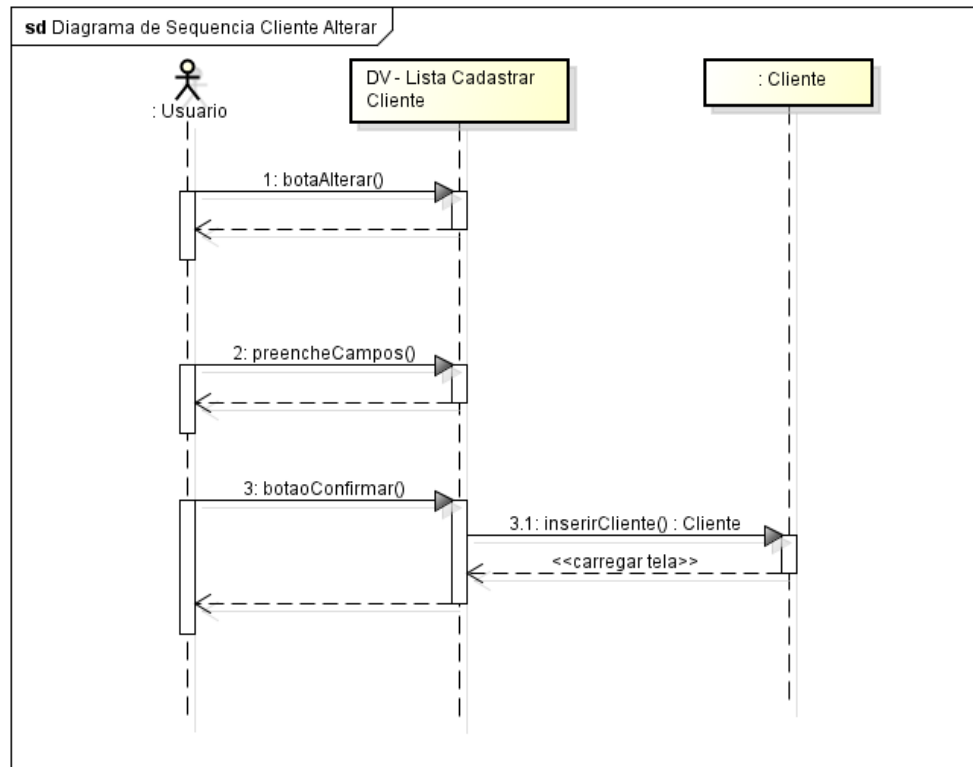 sd Diagrama de Sequencia Cliente Alterar
: Usuario
DV - Lista Cadastrar
Cliente
: Cliente
1: botaAlterar()
2: preencheCampos()
3: botaoConfirmar()
3.1: inserirCliente() : Cliente
<<carregar tela>>